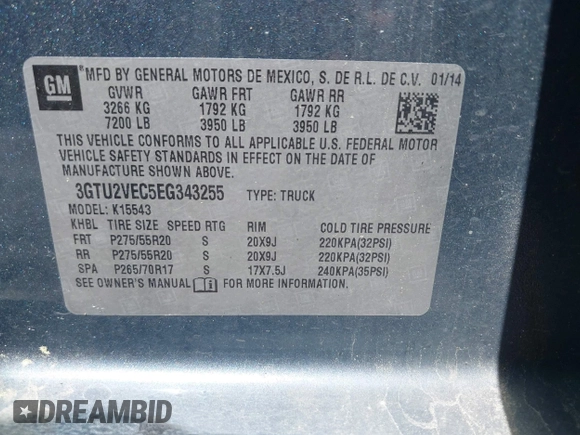 GM
MFD BY GENERAL MOTORS DE MEXICO, S. DE R.L. DE C.V. 01/14
GVWR GAWR FRT GAWR RR
3266 KG 1792 KG 1792 KG
7200 LB 3950 LB 3950 LB
THIS VEHICLE CONFORMS TO ALL APPLICABLE U.S. FEDERAL MOTOR
VEHICLE SAFETY STANDARDS IN EFFECT ON THE DATE OF
MANUFACTURE SHOWN ABOVE.
3GTU2VEC5EG343255 TYPE: TRUCK
MODEL: K15543
KHBL TIRE SIZE SPEED RTG RIM COLD TIRE PRESSURE
FRT P275/55R20 S 20X9J 220KPA(32PSI)
RR P275/55R20 S 20X9J 220KPA(32PSI)
SPA P265/70R17 S 17X7.5J 240KPA(35PSI)
SEE OWNER'S MANUAL FOR MORE INFORMATION.
DREAMBID